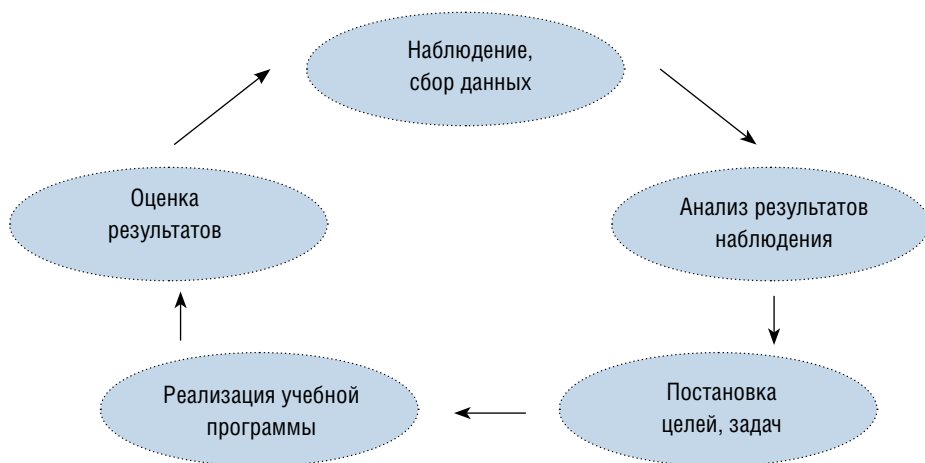 Наблюдение,
сбор данных
Оценка
результатов
Анализ результатов
наблюдения
Реализация учебной
программы
Постановка
целей, задач